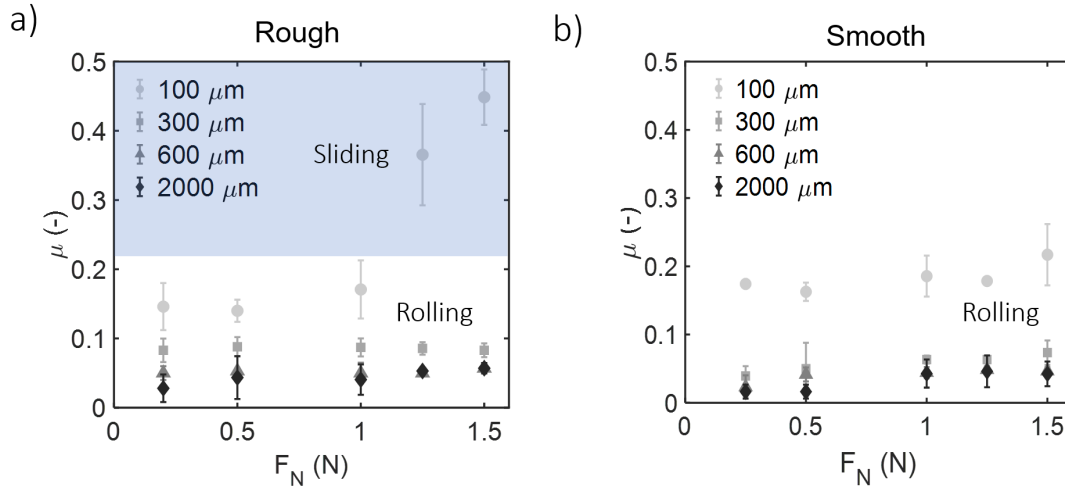 a)
Rough
0.5
0.4
0.3
0.2
0.1
0
μ (-)
100 μm
300 μm
600 μm
2000 μm
Sliding
Rolling
0
0.5
1
1.5
F_N (N)
b)
Smooth
0.5
0.4
0.3
0.2
0.1
0
μ (-)
100 μm
300 μm
600 μm
2000 μm
Rolling
0
0.5
1
1.5
F_N (N)